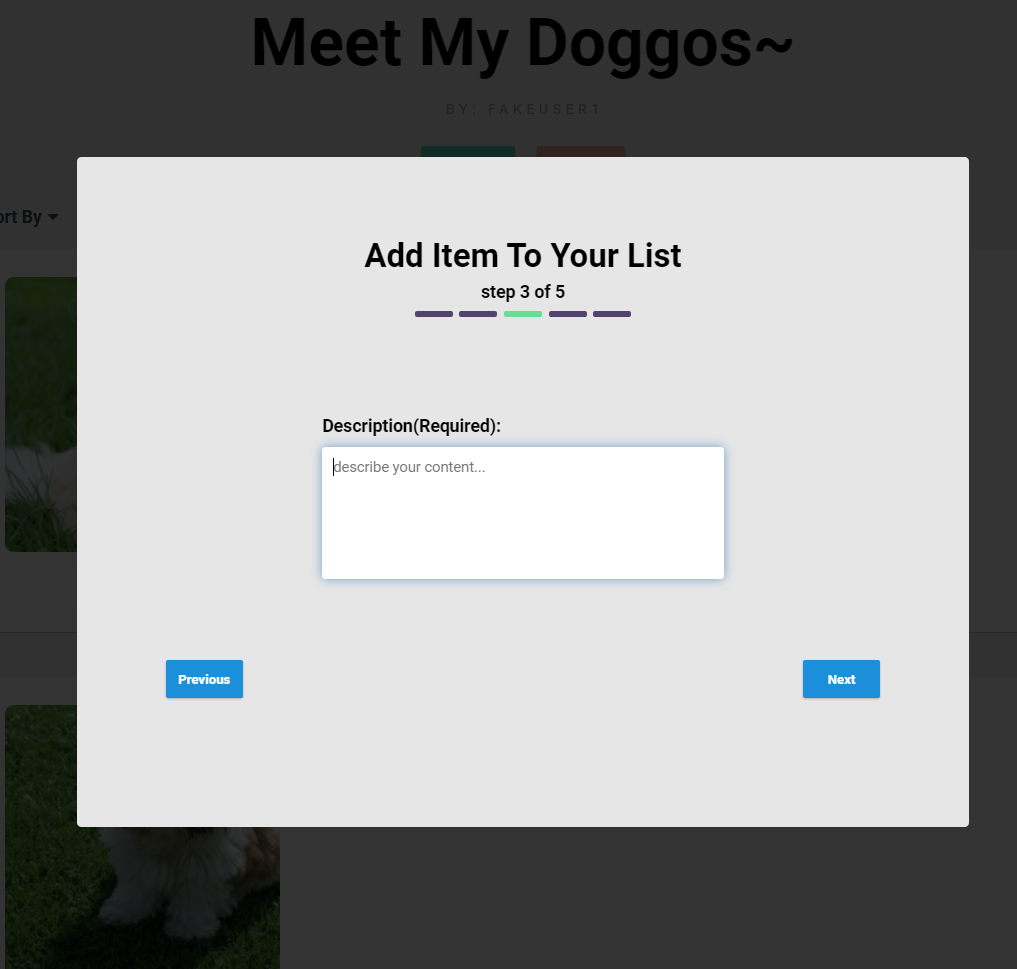 Meet My Doggos~
BY: FAKEUSER1
ort By
Add Item To Your List
step 3 of 5
Description(Required):
describe your content...
Previous
Next